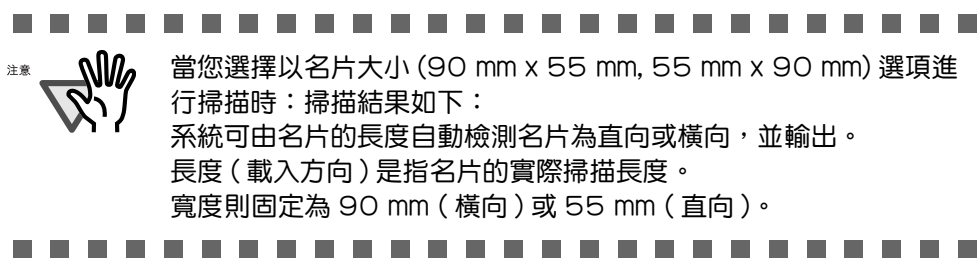 注意
當您選擇以名片大小 (90 mm x 55 mm, 55 mm x 90 mm) 選項進
行掃描時：掃描結果如下：
系統可由名片的長度自動檢測名片為直向或橫向，並輸出。
長度 ( 載入方向 ) 是指名片的實際掃描長度。
寬度則固定為 90 mm ( 橫向 ) 或 55 mm ( 直向 )。